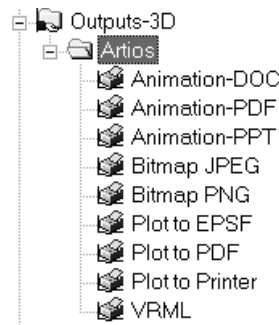 Outputs-3D
Artios
Animation-DOC
Animation-PDF
Animation-PPT
Bitmap JPEG
Bitmap PNG
Plot to EPSF
Plot to PDF
Plot to Printer
VRML